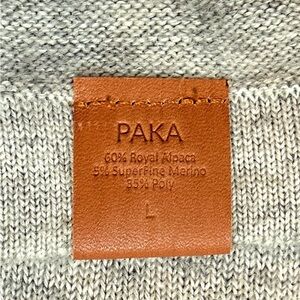 PAKA
60% Royal Alpaca
5% SuperFine Merino
35% Poly
L